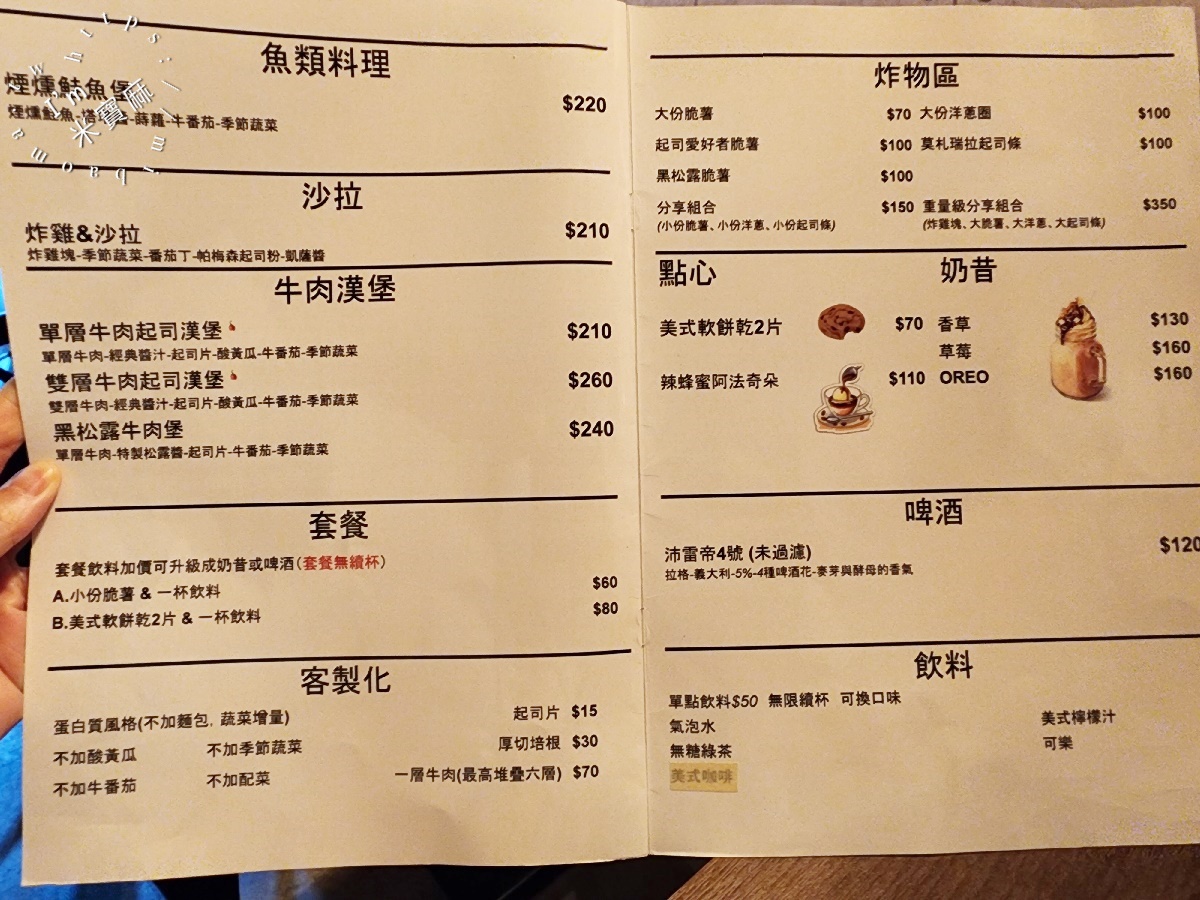 魚類料理
煙燻鮭魚堡
$220
煙燻鮭魚-塔塔醬-蒔蘿-牛番茄-季節蔬菜
米寶麻
沙拉
炸雞&沙拉 $210
炸雞塊-季節蔬菜-番茄丁-帕梅森起司粉-凱薩醬
牛肉漢堡
單層牛肉起司漢堡 $210
單層牛肉-經典醬汁-起司片-酸黃瓜-牛番茄-季節蔬菜
雙層牛肉起司漢堡 $260
雙層牛肉-經典醬汁-起司片-酸黃瓜-牛番茄-季節蔬菜
黑松露牛肉堡 $240
單層牛肉-特製松露醬-起司片-牛番茄-季節蔬菜
套餐
套餐飲料加價可升級成奶昔或啤酒(套餐無續杯)
A.小份脆薯 & 一杯飲料 $60
B.美式軟餅乾2片 & 一杯飲料 $80
客製化
蛋白質風格(不加麵包, 蔬菜增量) 起司片 $15
不加酸黃瓜 不加季節蔬菜 厚切培根 $30
不加牛番茄 不加配菜 一層牛肉(最高堆疊六層) $70
炸物區
大份脆薯 $70 大份洋蔥圈 $100
起司愛好者脆薯 $100 莫札瑞拉起司條 $100
黑松露脆薯 $100
分享組合 $150 重量級分享組合 $350
(小份脆薯、小份洋蔥、小份起司條) (炸雞塊、大脆薯、大洋蔥、大起司條)
點心 奶昔
美式軟餅乾2片 $70 香草 $130
草莓 $160
辣蜂蜜阿法奇朵 $110 OREO $160
啤酒
沛雷帝4號 (未過濾) $120
拉格-義大利-5%-4種啤酒花-麥芽與酵母的香氣
飲料
單點飲料$50 無限續杯 可換口味
氣泡水 美式檸檬汁
無糖綠茶 可樂
美式咖啡